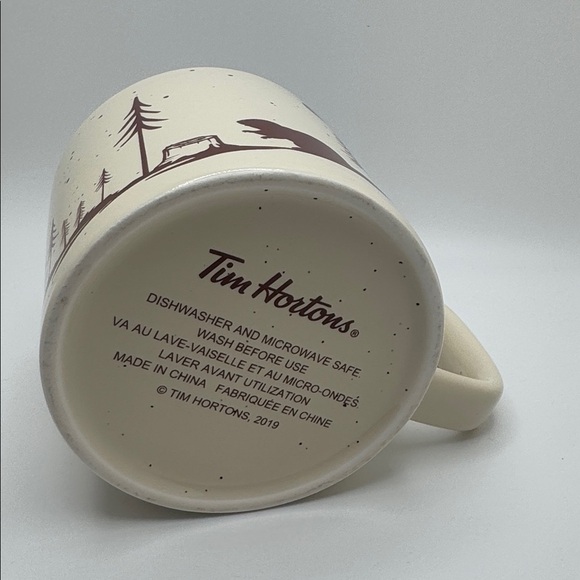 Tim Hortons®
DISHWASHER AND MICROWAVE SAFE
WASH BEFORE USE
VA AU LAVE-VAISELLE ET AU MICRO-ONDES
LAVER AVANT UTILIZATION
MADE IN CHINA FABRIQUÉE EN CHINE
© TIM HORTONS, 2019